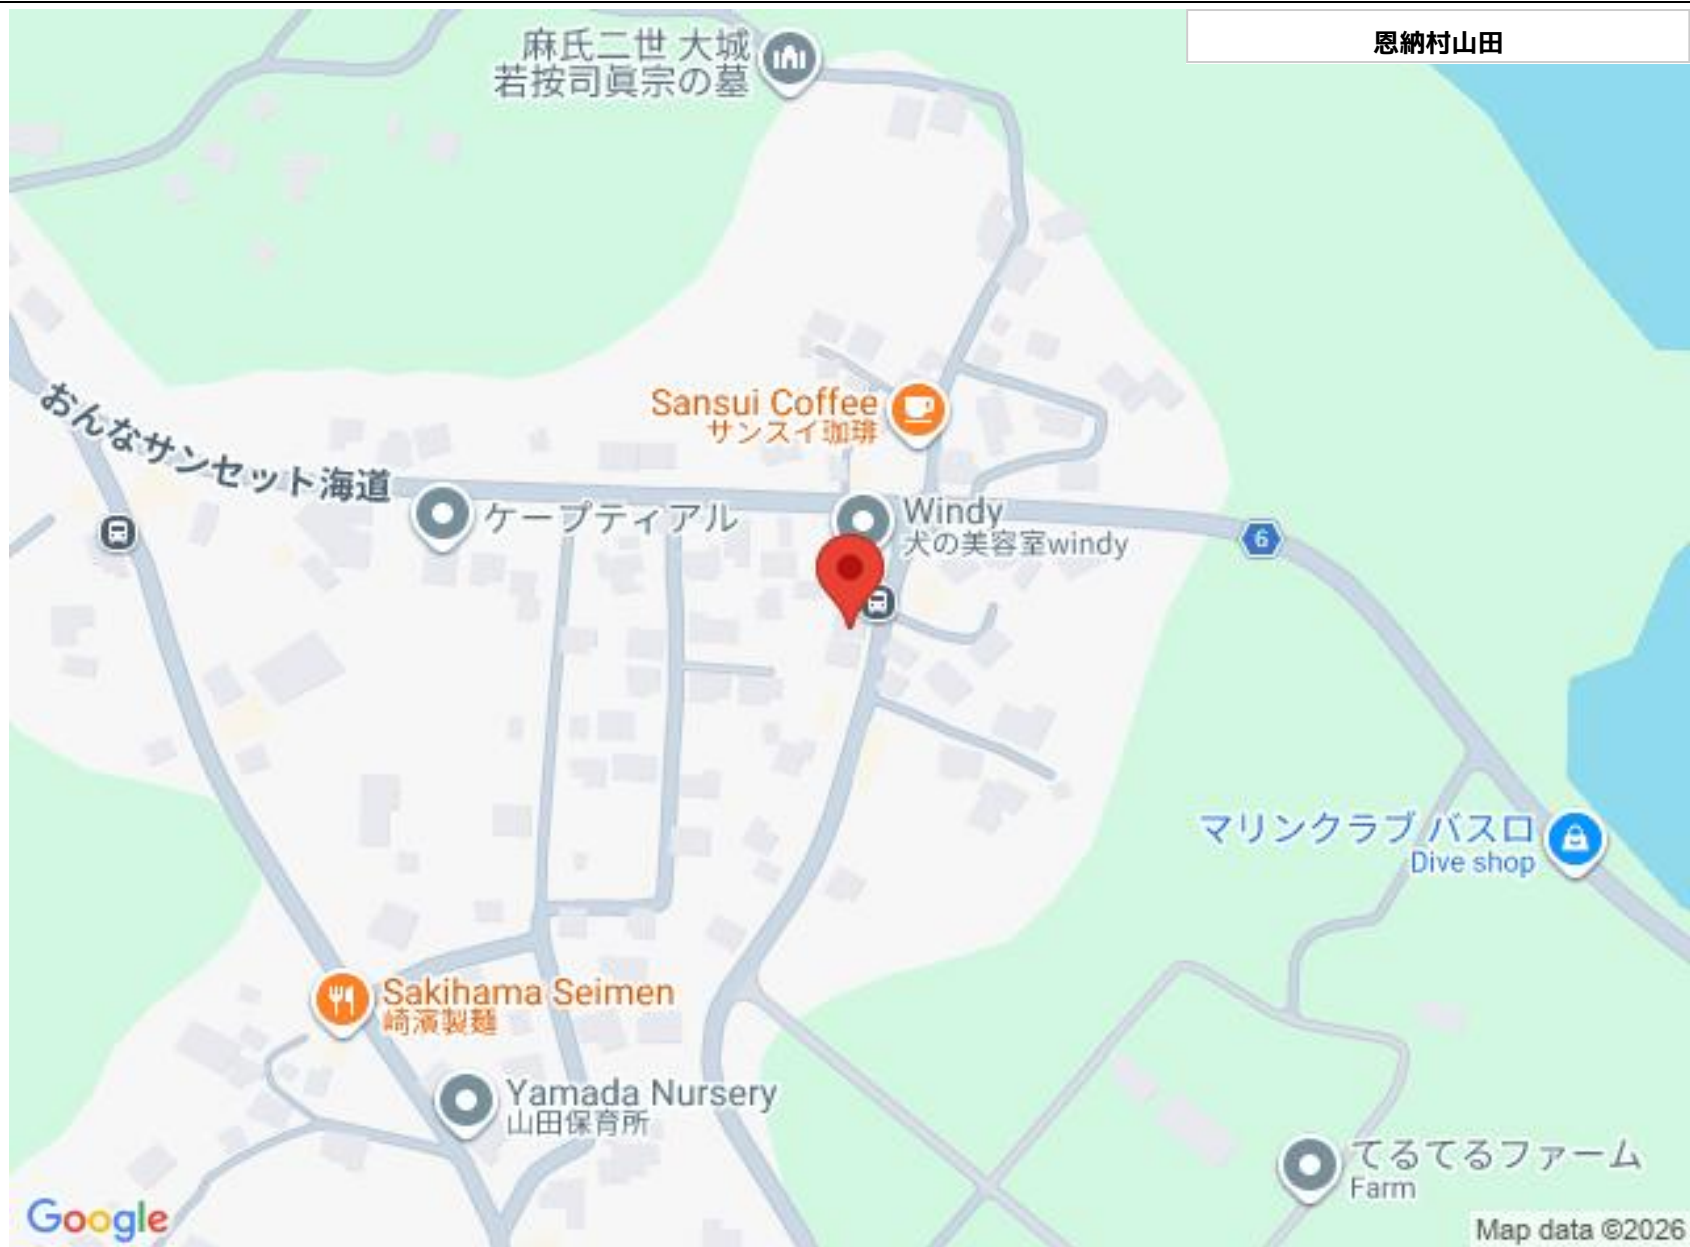 恩納村山田
麻氏二世 大城
若按司眞宗の墓
Sansui Coffee
サンスイ珈琲
おんなサンセット海道
ケープティアル
Windy
犬の美容室windy
6
マリンクラブ バスロ
Dive shop
Sakihama Seimen
崎濱製麺
Yamada Nursery
山田保育所
てるてるファーム
Farm
Google
Map data ©2026